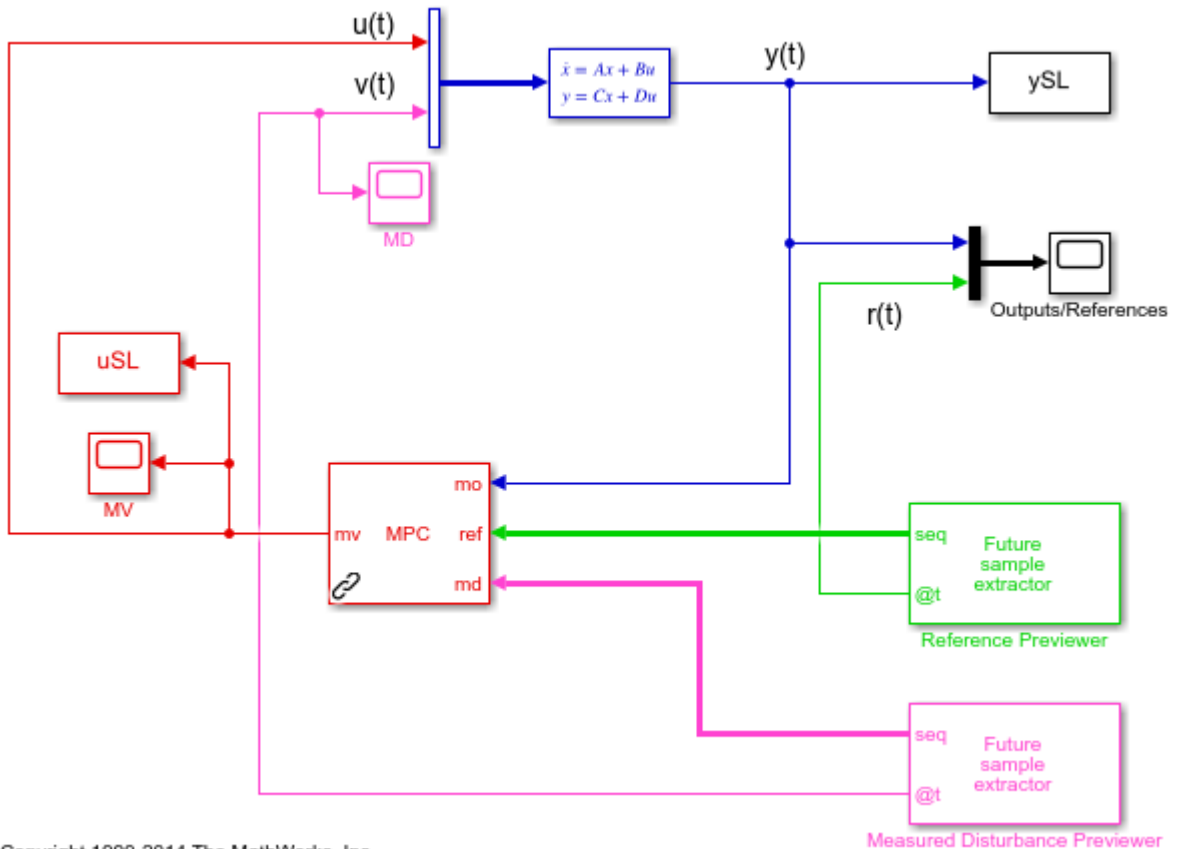 u(t)
v(t)
ẋ = Ax + Bu
y = Cx + Du
y(t)
ySL
MD
r(t)
Outputs/References
uSL
MV
mv
MPC
mo
ref
md
seq
@t
Future
sample
extractor
Reference Previewer
seq
@t
Future
sample
extractor
Measured Disturbance Previewer